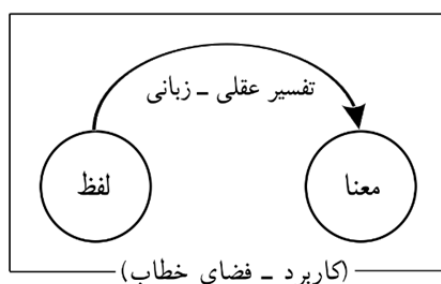 تفسیر عقلی ـ زبانی
معنا
لفظ
(کاربرد ـ فضای خطاب)